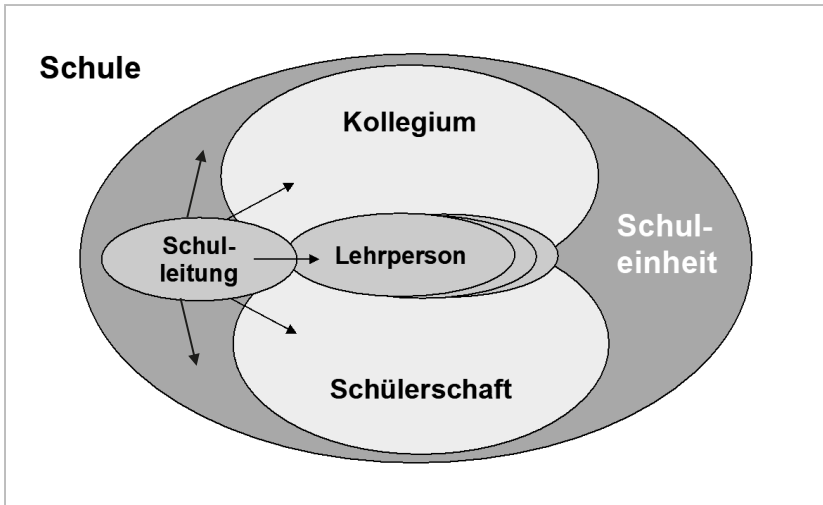 Schule
Kollegium
Schul-
leitung
Lehrperson
Schul-
einheit
Schülerschaft